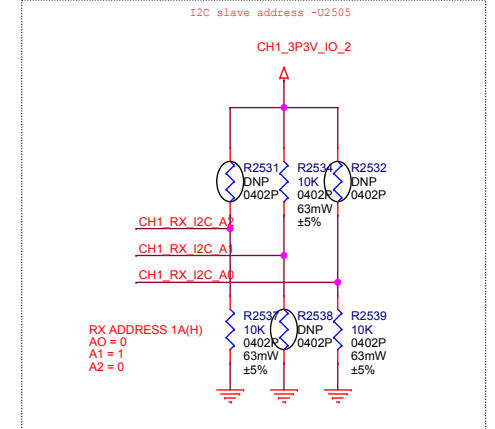 I2C slave address -U2505
CH1_3P3V_IO_2
R2531
DNP
0402P
R2534
10K
0402P
63mW
±5%
R2532
DNP
0402P
CH1_RX_I2C_A2
CH1_RX_I2C_A1
CH1_RX_I2C_A0
RX ADDRESS 1A(H)
AO = 0
A1 = 1
A2 = 0
R2537
10K
0402P
63mW
±5%
R2538
DNP
0402P
R2539
10K
0402P
63mW
±5%